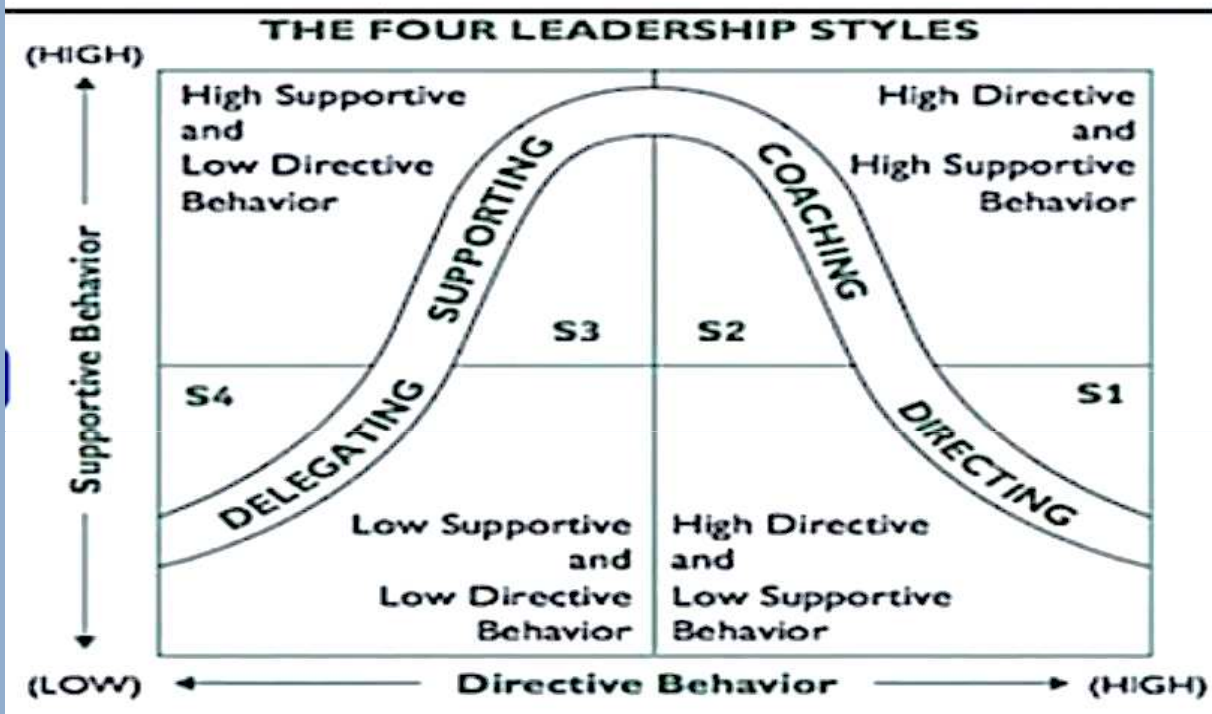 THE FOUR LEADERSHIP STYLES
(HIGH)
High Supportive
and
Low Directive
Behavior
High Directive
and
High Supportive
Behavior
SUPPORTING
COACHING
Supportive Behavior
S3
S2
S4
S1
DELEGATING
DIRECTING
Low Supportive
and
Low Directive
Behavior
High Directive
and
Low Supportive
Behavior
(LOW)
Directive Behavior
(HIGH)